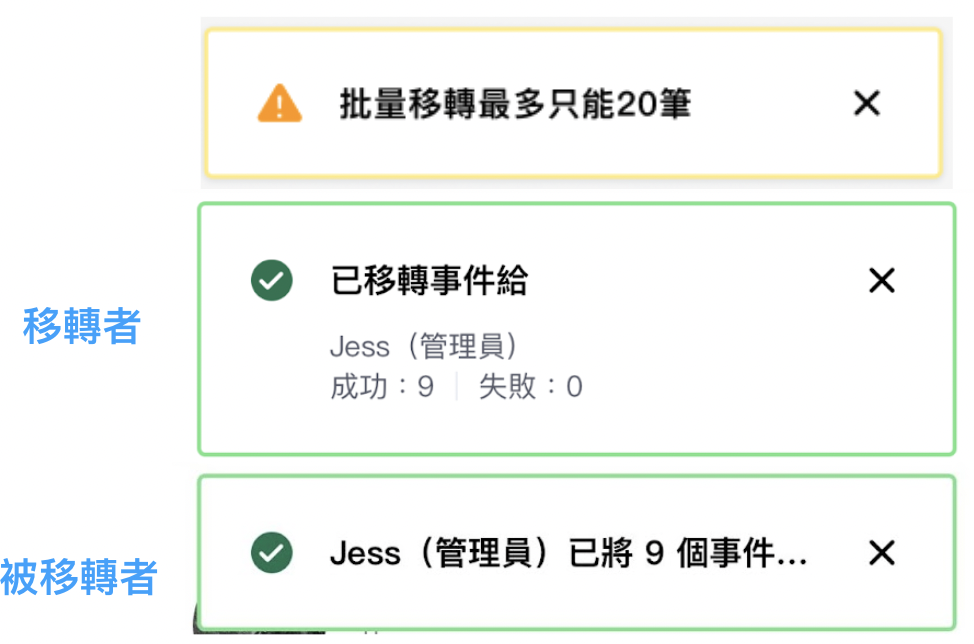 批量移轉最多只能20筆
移轉者
已移轉事件給
Jess（管理員）
成功：9 | 失敗：0
被移轉者
Jess（管理員）已將 9 個事件...